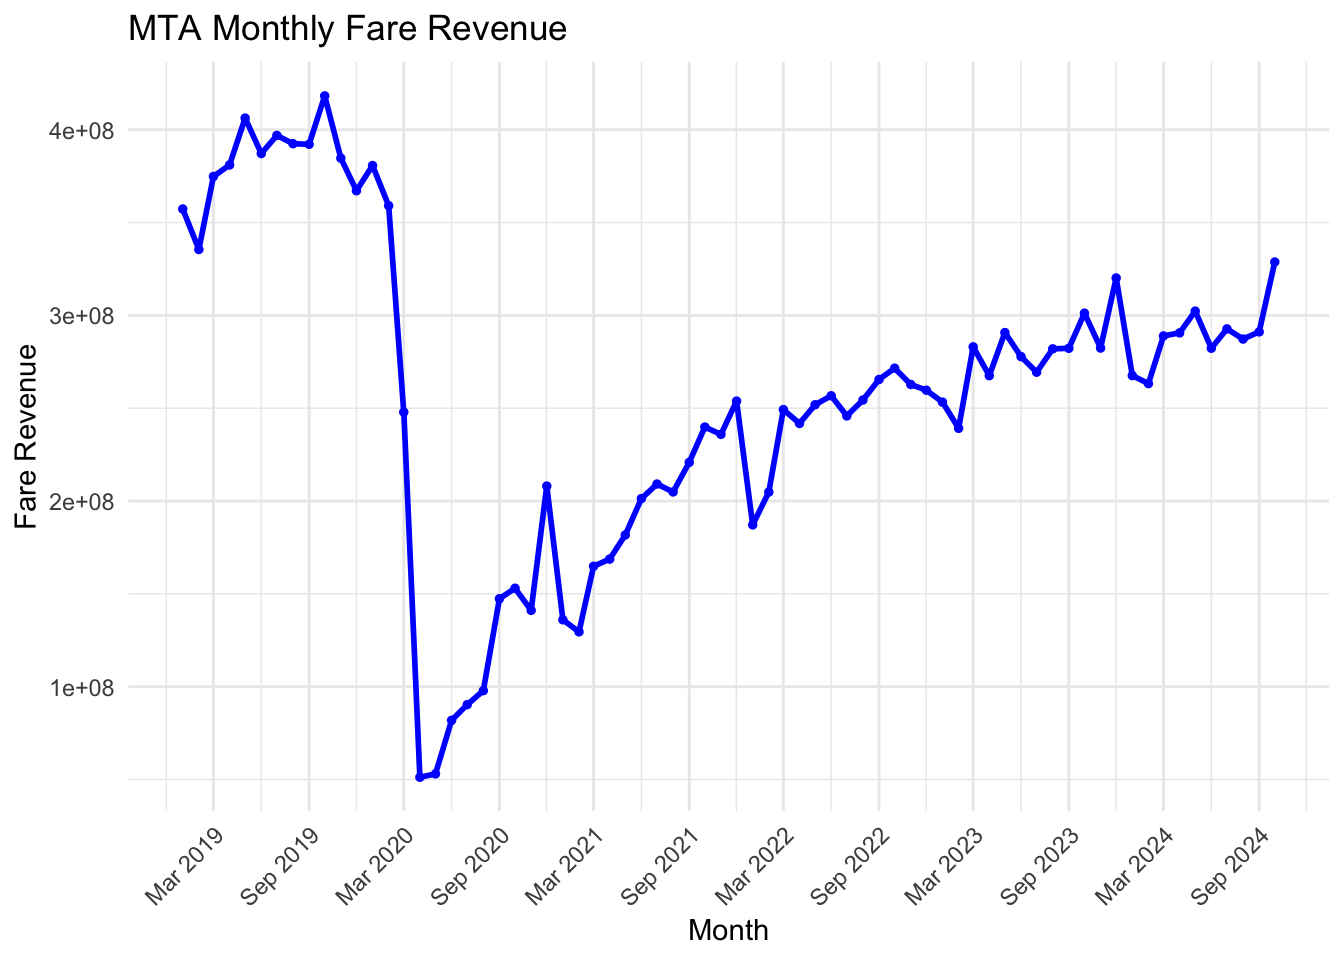 MTA Monthly Fare Revenue
Fare Revenue
4e+08
3e+08
2e+08
1e+08
Mar 2019
Sep 2019
Mar 2020
Sep 2020
Mar 2021
Sep 2021
Mar 2022
Sep 2022
Mar 2023
Sep 2023
Mar 2024
Sep 2024
Month